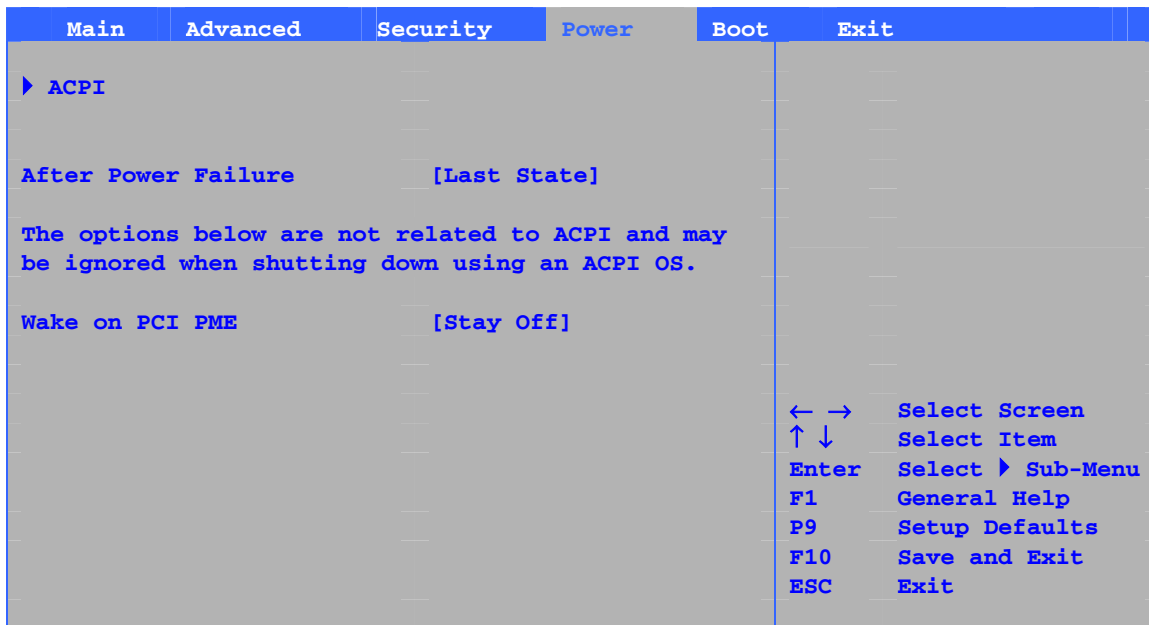 Main Advanced Security Power Boot Exit
ACPI
After Power Failure [Last State]
The options below are not related to ACPI and may
be ignored when shutting down using an ACPI OS.
Wake on PCI PME [Stay Off]
← → Select Screen
↑ ↓ Select Item
Enter Select Sub-Menu
F1 General Help
P9 Setup Defaults
F10 Save and Exit
ESC Exit